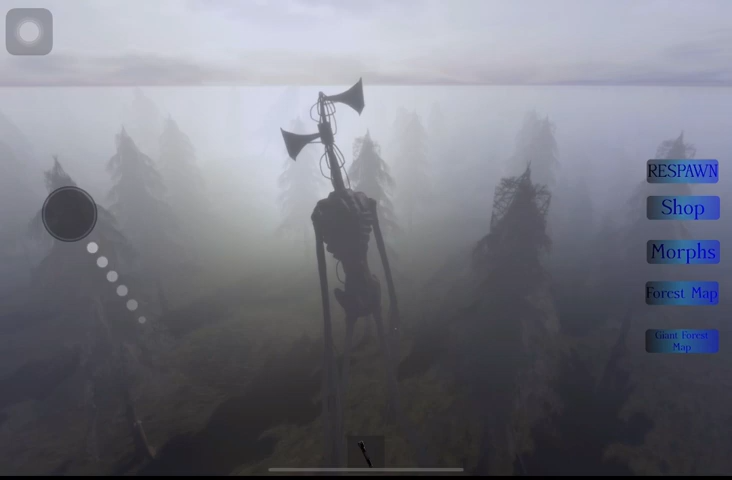 RESPAWN
Shop
Morphs
Forest Map
Giant Forest
Map